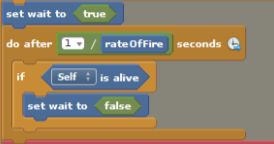 set wait to true
do after 1 / rateOfFire seconds
if Self is alive
set wait to false